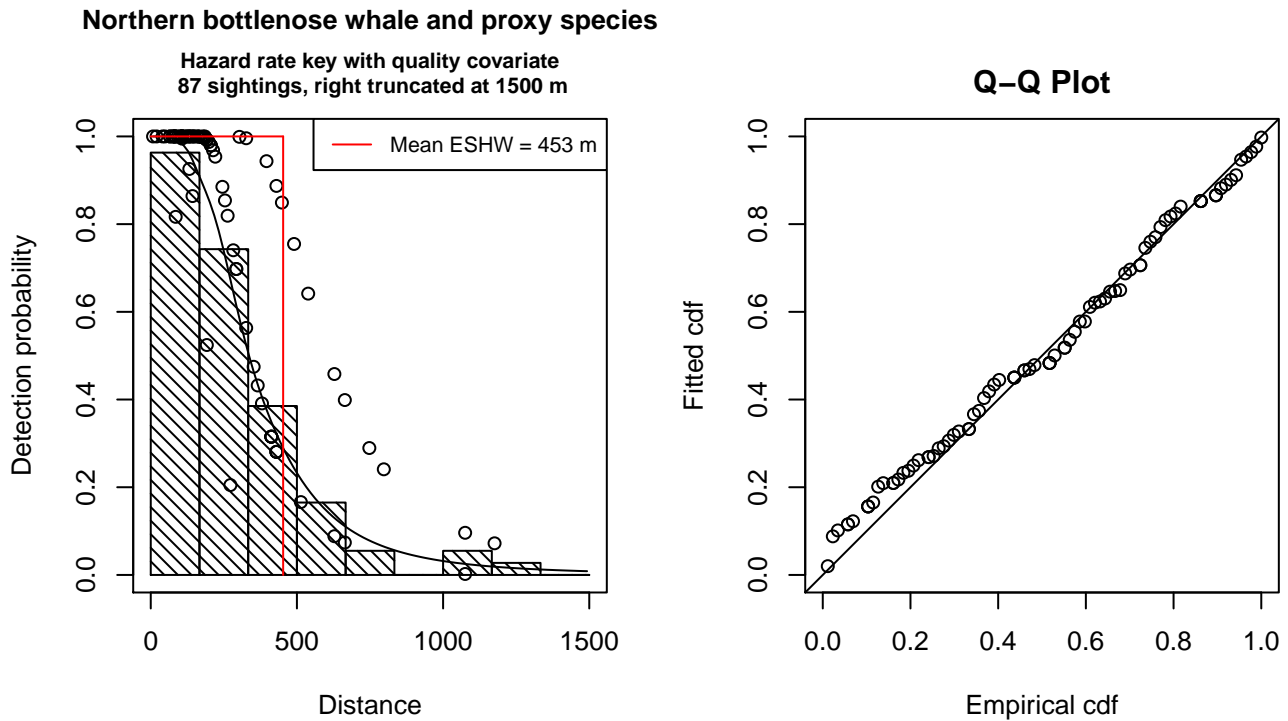 Northern bottlenose whale and proxy species
Hazard rate key with quality covariate
87 sightings, right truncated at 1500 m
Mean ESHW = 453 m
Detection probability
0.0 0.2 0.4 0.6 0.8 1.0
0 500 1000 1500
Distance
Q−Q Plot
Fitted cdf
0.0 0.2 0.4 0.6 0.8 1.0
0.0 0.2 0.4 0.6 0.8 1.0
Empirical cdf